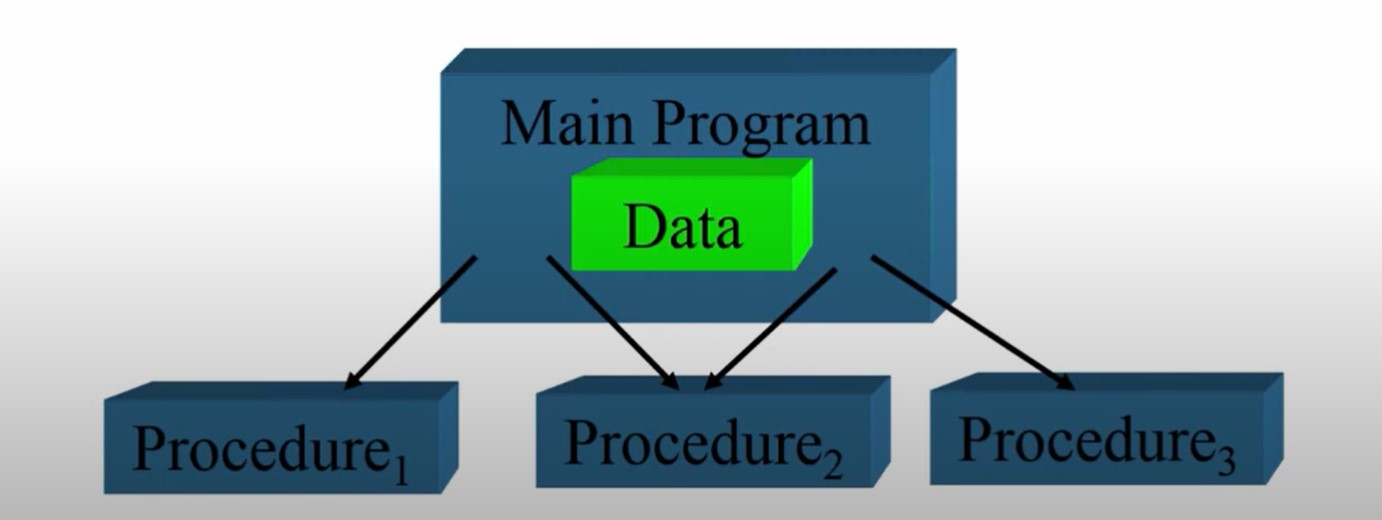 Main Program
Data
Procedure₁
Procedure₂
Procedure₃